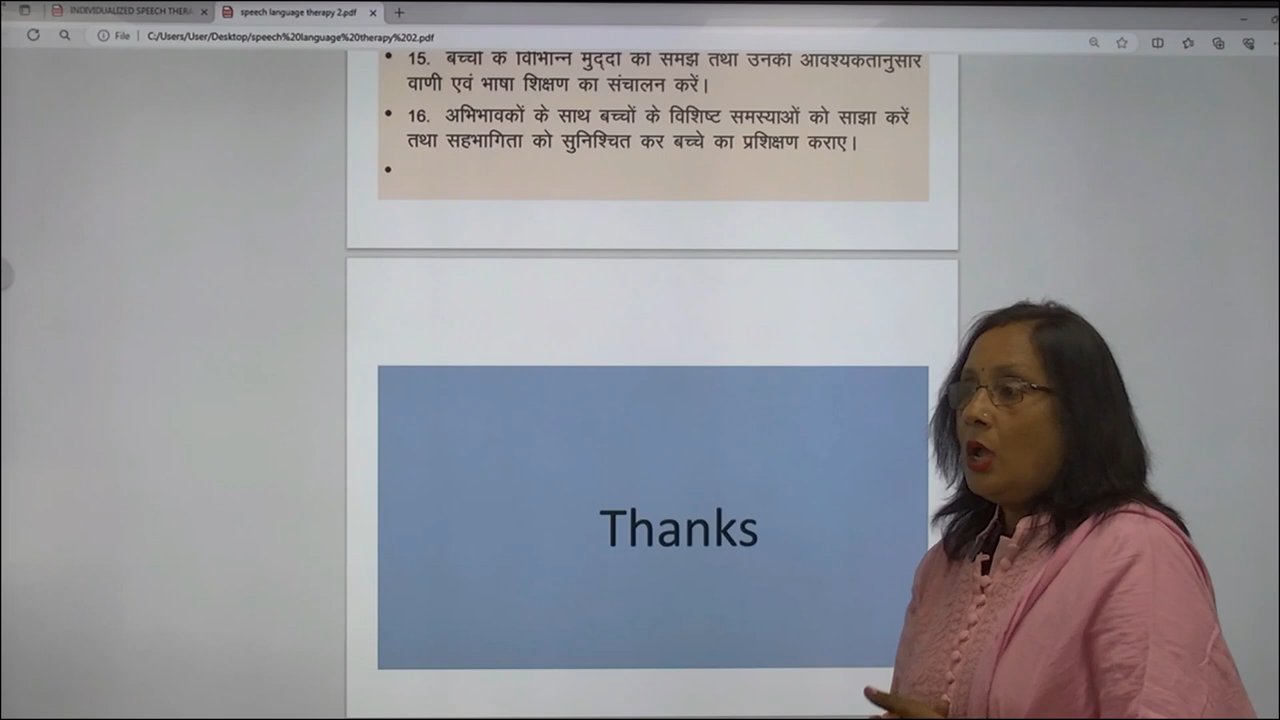 INDIVIDUALIZED SPEECH THERA
speech language therapy 2.pdf
File
C:/Users/User/Desktop/speech%20language%20therapy%202.pdf
• 15. बच्चों के विभिन्न मुद्दों को समझे तथा उनकी आवश्यकतानुसार
वाणी एवं भाषा शिक्षण का संचालन करें।
• 16. अभिभावकों के साथ बच्चों के विशिष्ट समस्याओं को साझा करें
तथा सहभागिता को सुनिश्चित कर बच्चे का प्रशिक्षण कराए।
•
Thanks